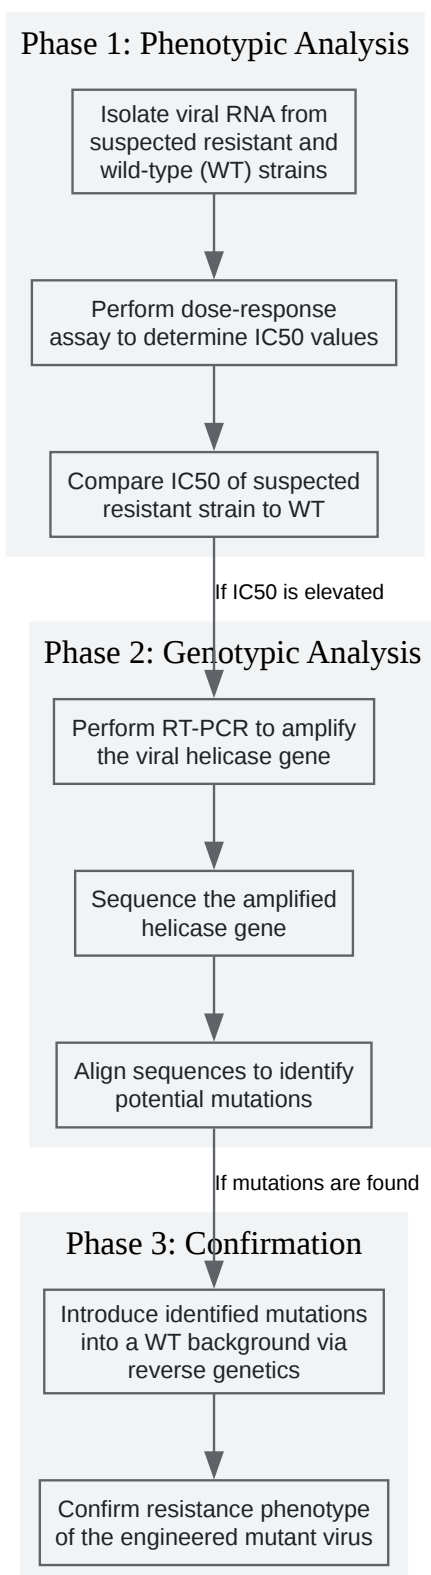 Phase 1: Phenotypic Analysis
Isolate viral RNA from
suspected resistant and
wild-type (WT) strains
Perform dose-response
assay to determine IC50 values
Compare IC50 of suspected
resistant strain to WT
If IC50 is elevated
Phase 2: Genotypic Analysis
Perform RT-PCR to amplify
the viral helicase gene
Sequence the amplified
helicase gene
Align sequences to identify
potential mutations
If mutations are found
Phase 3: Confirmation
Introduce identified mutations
into a WT background via
reverse genetics
Confirm resistance phenotype
of the engineered mutant virus